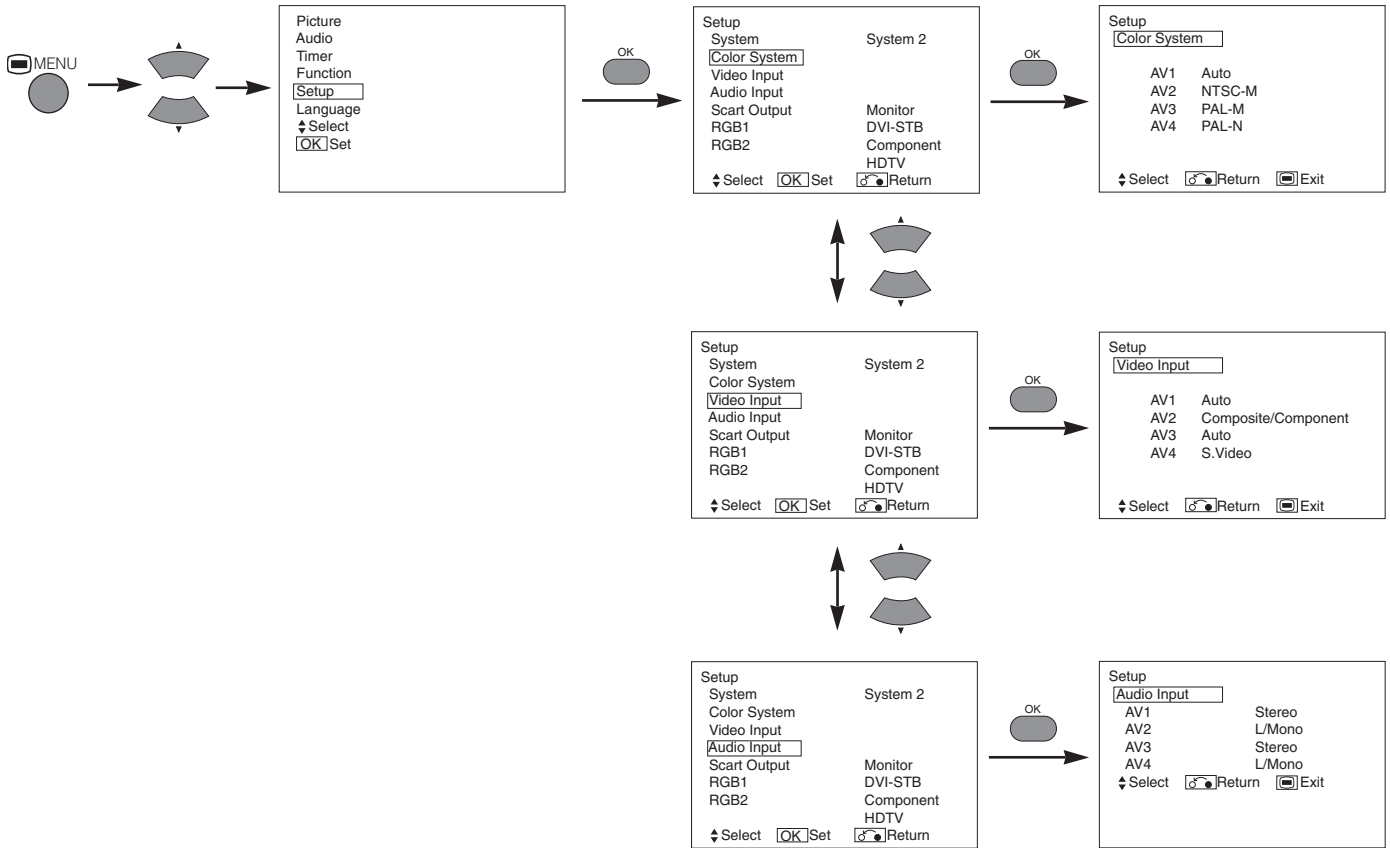 MENU
Picture
Audio
Timer
Function
Setup
Language
Select
OK Set
OK
Setup
System System 2
Color System
Video Input
Audio Input
Scart Output Monitor
RGB1 DVI-STB
RGB2 Component
HDTV
Select OK Set Return
OK
Setup
Color System
AV1 Auto
AV2 NTSC-M
AV3 PAL-M
AV4 PAL-N
Select Return Exit
Setup
System System 2
Color System
Video Input
Audio Input
Scart Output Monitor
RGB1 DVI-STB
RGB2 Component
HDTV
Select OK Set Return
OK
Setup
Video Input
AV1 Auto
AV2 Composite/Component
AV3 Auto
AV4 S.Video
Select Return Exit
Setup
System System 2
Color System
Video Input
Audio Input
Scart Output Monitor
RGB1 DVI-STB
RGB2 Component
HDTV
Select OK Set Return
OK
Setup
Audio Input
AV1 Stereo
AV2 L/Mono
AV3 Stereo
AV4 L/Mono
Select Return Exit